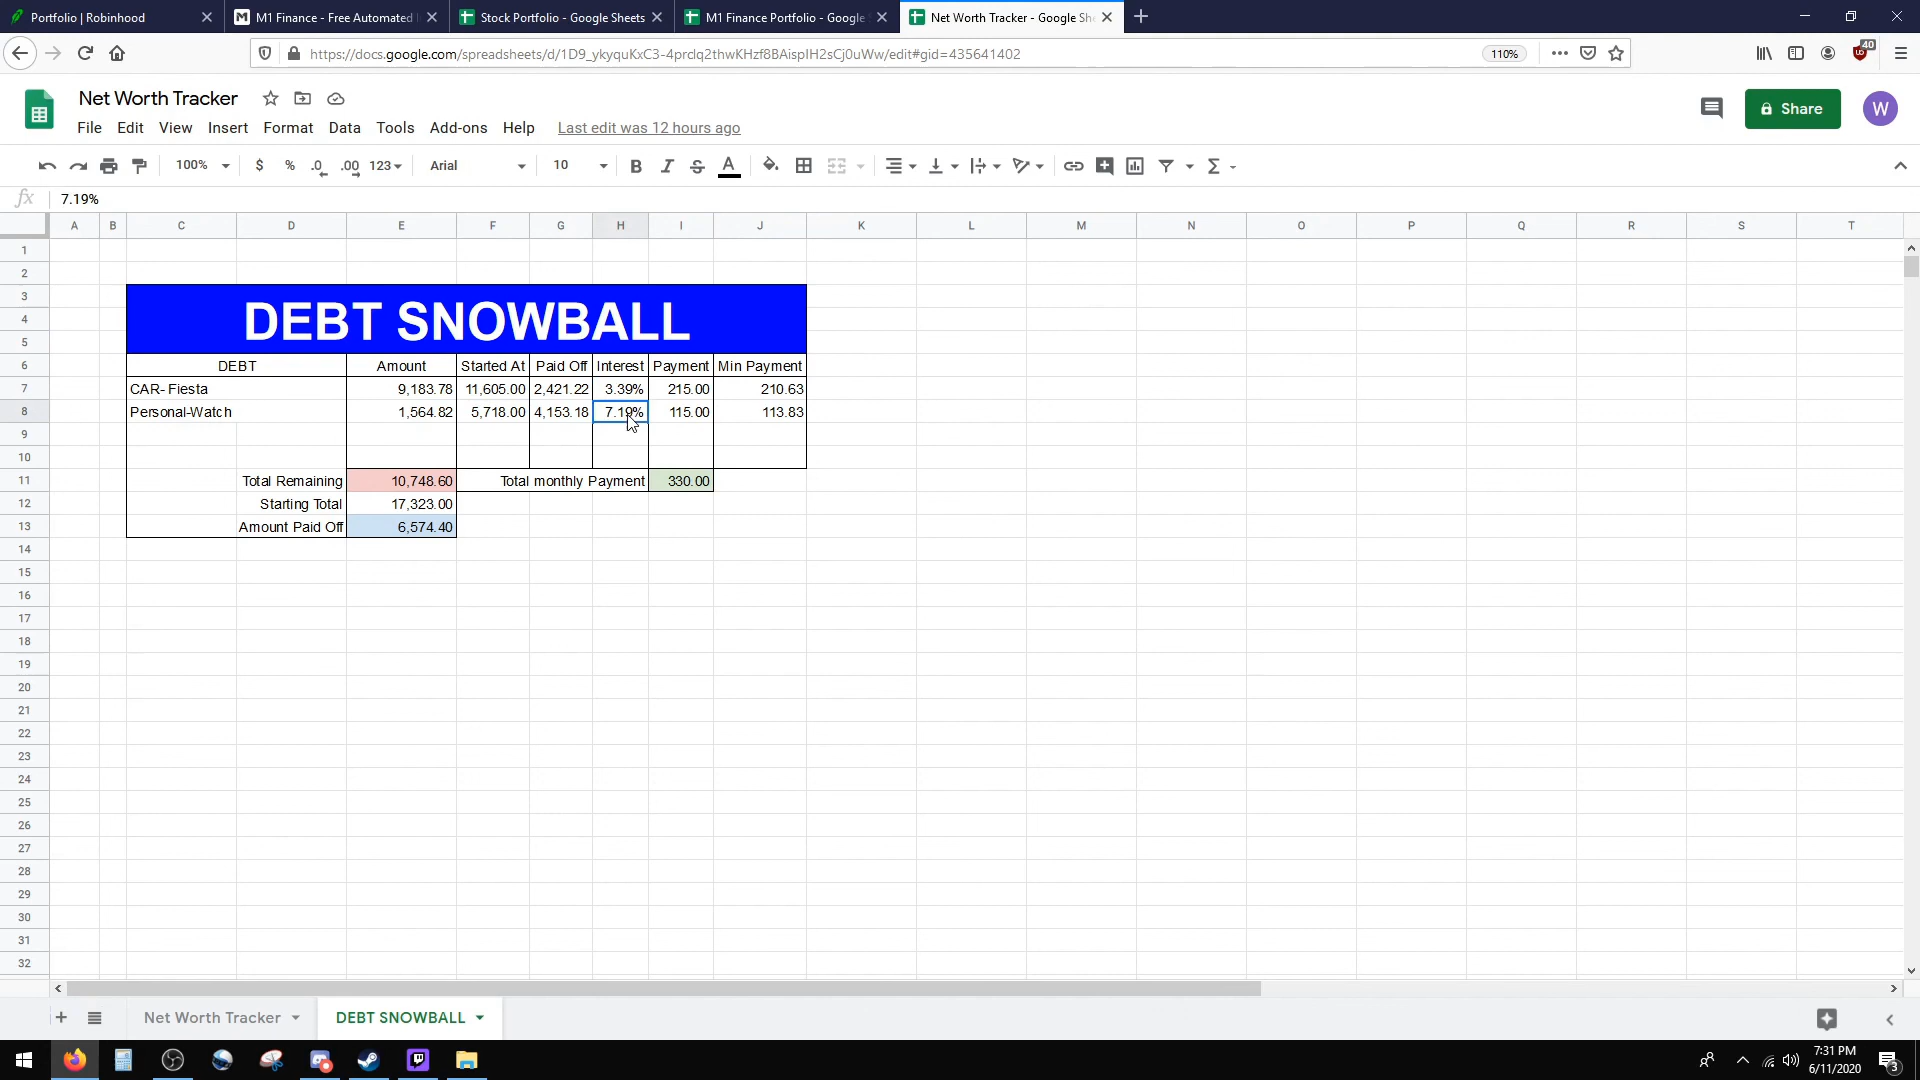 Portfolio | Robinhood
M1 Finance - Free Automated
Stock Portfolio - Google Sheets
M1 Finance Portfolio - Google
Net Worth Tracker - Google She
https://docs.google.com/spreadsheets/d/1D9_ykyquKxC3-4prclq2thwKHzf8BAispIH2sCj0uWw/edit#gid=435641402
110%
40
Net Worth Tracker
Share
W
File Edit View Insert Format Data Tools Add-ons Help Last edit was 12 hours ago
100% $ % .0 .00 123 Arial 10 B I S A Σ
fx 7.19%
A B C D E F G H I J K L M N O P Q R S T
1
2
3
4 DEBT SNOWBALL
5
6 DEBT Amount Started At Paid Off Interest Payment Min Payment
7 CAR- Fiesta 9,183.78 11,605.00 2,421.22 3.39% 215.00 210.63
8 Personal-Watch 1,564.82 5,718.00 4,153.18 7.19% 115.00 113.83
9
10
11 Total Remaining 10,748.60 Total monthly Payment 330.00
12 Starting Total 17,323.00
13 Amount Paid Off 6,574.40
14
15
16
17
18
19
20
21
22
23
24
25
26
27
28
29
30
31
32
Net Worth Tracker DEBT SNOWBALL
7:31 PM
6/11/2020
3